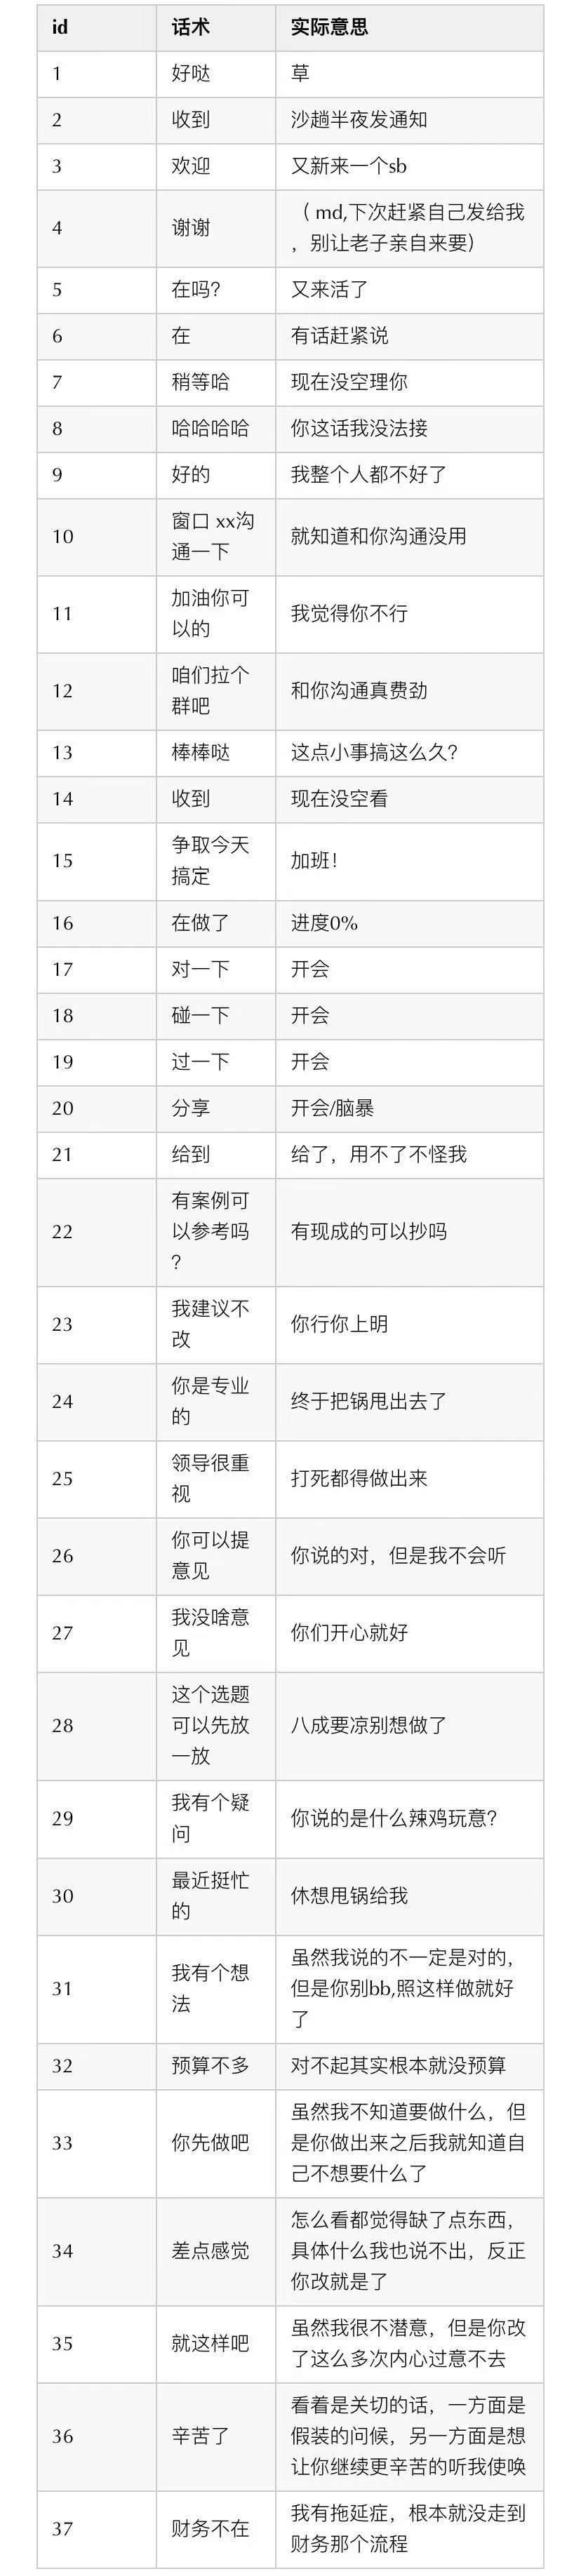 id 话术 实际意思
1 好哒 草
2 收到 沙趟半夜发通知
3 欢迎 又新来一个sb
4 谢谢 （ md,下次赶紧自己发给我
，别让老子亲自来要）
5 在吗？ 又来活了
6 在 有话赶紧说
7 稍等哈 现在没空理你
8 哈哈哈哈 你这话我没法接
9 好的 我整个人都不好了
10 窗口 xx沟
通一下 就知道和你沟通没用
11 加油你可
以的 我觉得你不行
12 咱们拉个
群吧 和你沟通真费劲
13 棒棒哒 这点小事搞这么久？
14 收到 现在没空看
15 争取今天
搞定 加班！
16 在做了 进度0%
17 对一下 开会
18 碰一下 开会
19 过一下 开会
20 分享 开会/脑暴
21 给到 给了，用不了不怪我
22 有案例可
以参考吗
？ 有现成的可以抄吗
23 我建议不
改 你行你上明
24 你是专业
的 终于把锅甩出去了
25 领导很重
视 打死都得做出来
26 你可以提
意见 你说的对，但是我不会听
27 我没啥意
见 你们开心就好
28 这个选题
可以先放
一放 八成要凉别想做了
29 我有个疑
问 你说的是什么辣鸡玩意？
30 最近挺忙
的 休想甩锅给我
31 我有个想
法 虽然我说的不一定是对的，
但是你别bb,照这样做就好
了
32 预算不多 对不起其实根本就没预算
33 你先做吧 虽然我不知道要做什么，但
是你做出来之后我就知道自
己不想要什么了
34 差点感觉 怎么看都觉得缺了点东西，
具体什么我也说不出，反正
你改就是了
35 就这样吧 虽然我很不潜意，但是你改
了这么多次内心过意不去
36 辛苦了 看着是关切的话，一方面是
假装的问候，另一方面是想
让你继续更辛苦的听我使唤
37 财务不在 我有拖延症，根本就没走到
财务那个流程